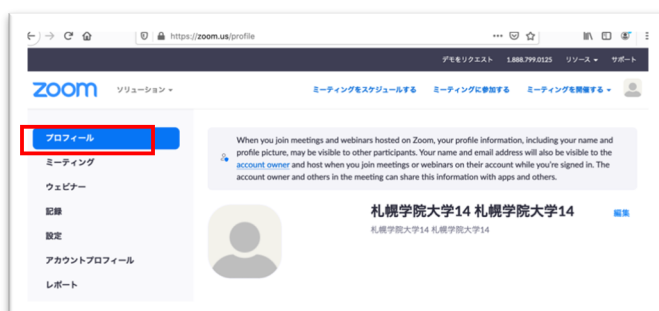 https://zoom.us/profile
デモをリクエスト 1.888.799.0125 リソース サポート
zoom ソリューション ミーティングをスケジュールする ミーティングに参加する ミーティングを開催する
プロフィール
ミーティング
ウェビナー
記録
設定
アカウントプロフィール
レポート
When you join meetings and webinars hosted on Zoom, your profile information, including your name and
profile picture, may be visible to other participants. Your name and email address will also be visible to the
account owner and host when you join meetings or webinars on their account while you're signed in. The
account owner and others in the meeting can share this information with apps and others.
札幌学院大学14 札幌学院大学14 編集
札幌学院大学14 札幌学院大学14